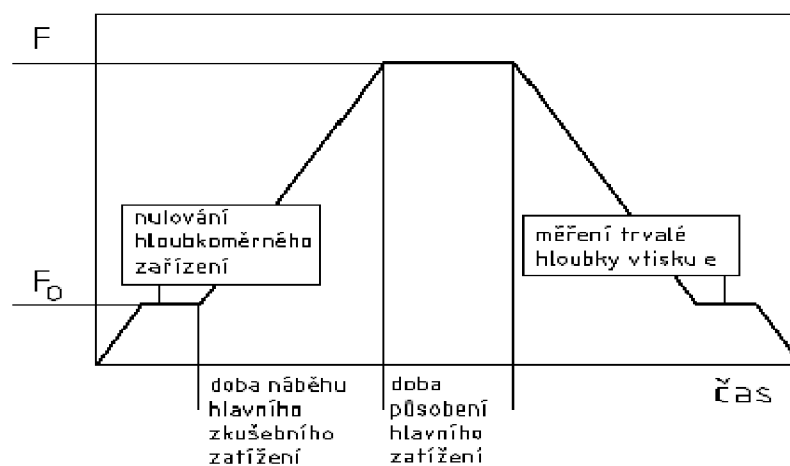 F
nulování
hloubkoměrného
zařízení
měření trvalé
hloubky vtisku e
F₀
doba náběhu
hlavního
zkušebního
zatížení
doba
působení
hlavního
zatížení
čas